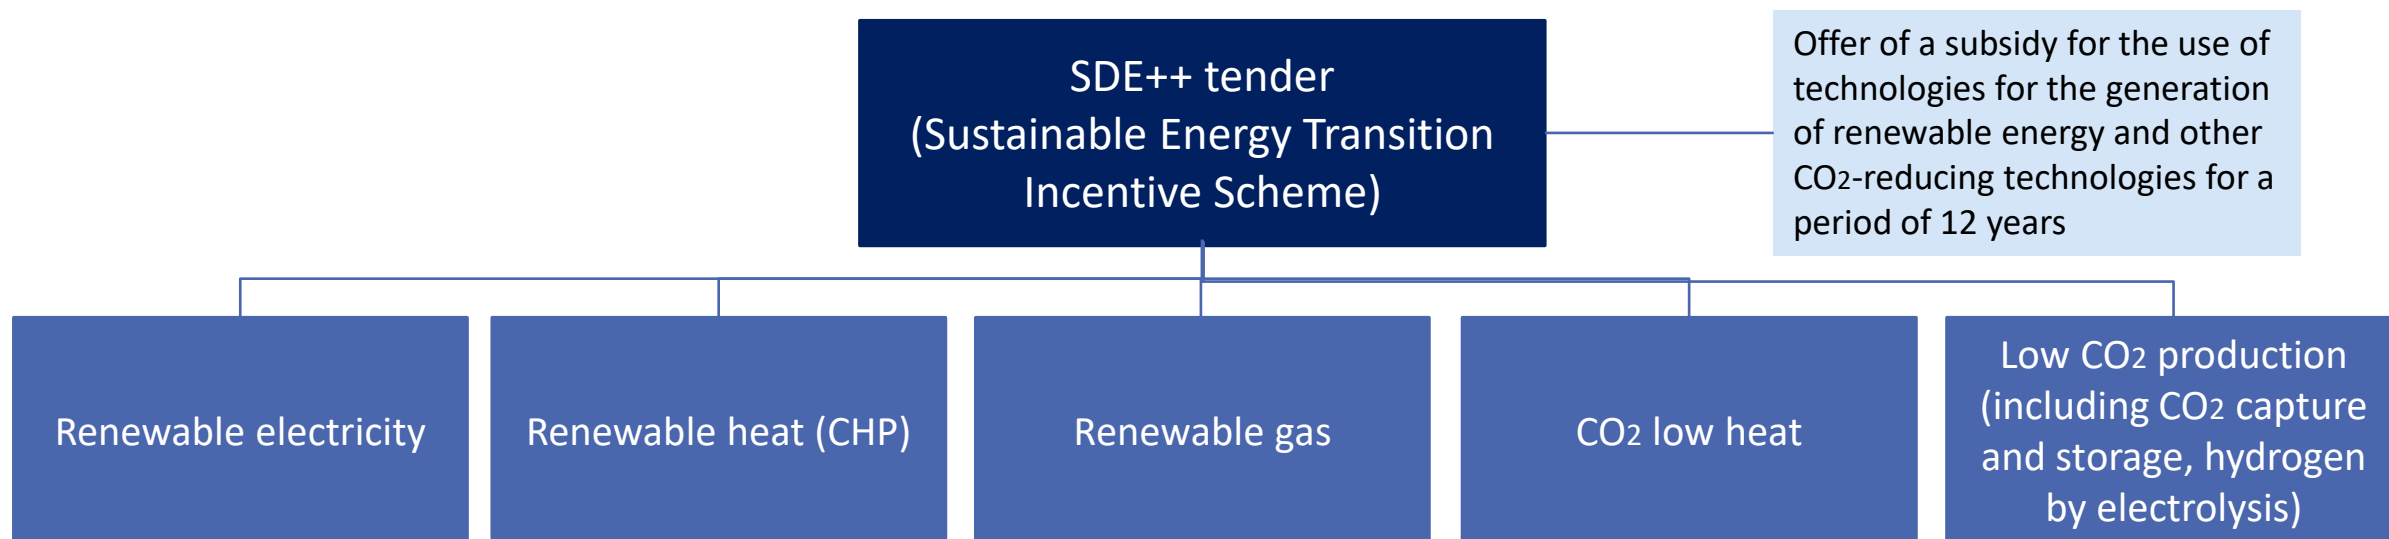 SDE++ tender
(Sustainable Energy Transition
Incentive Scheme)
Offer of a subsidy for the use of
technologies for the generation
of renewable energy and other
CO2-reducing technologies for a
period of 12 years
Renewable electricity
Renewable heat (CHP)
Renewable gas
CO2 low heat
Low CO2 production
(including CO2 capture
and storage, hydrogen
by electrolysis)